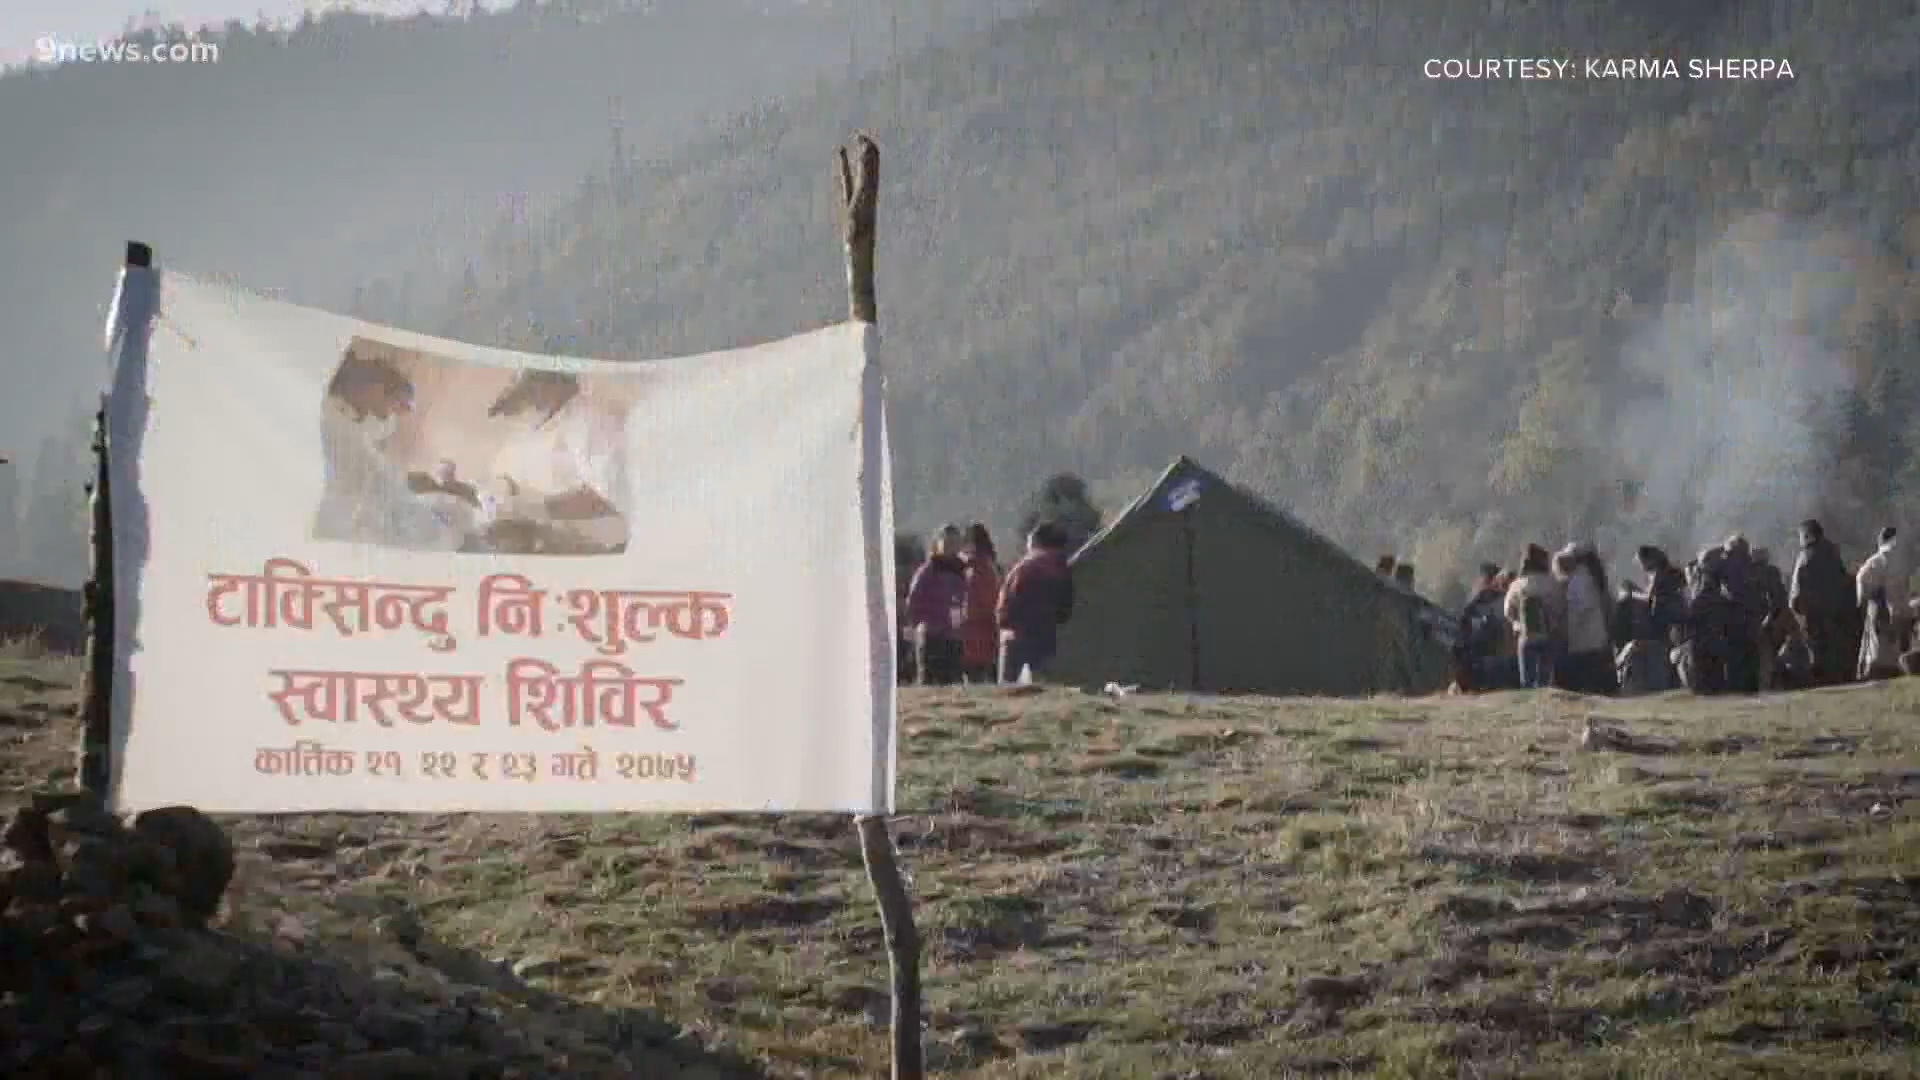 9news.com
COURTESY: KARMA SHERPA
टाक्सिन्दु निःशुल्क
स्वास्थ्य शिविर
कार्तिक २१ २२ र २३ गते २०७५